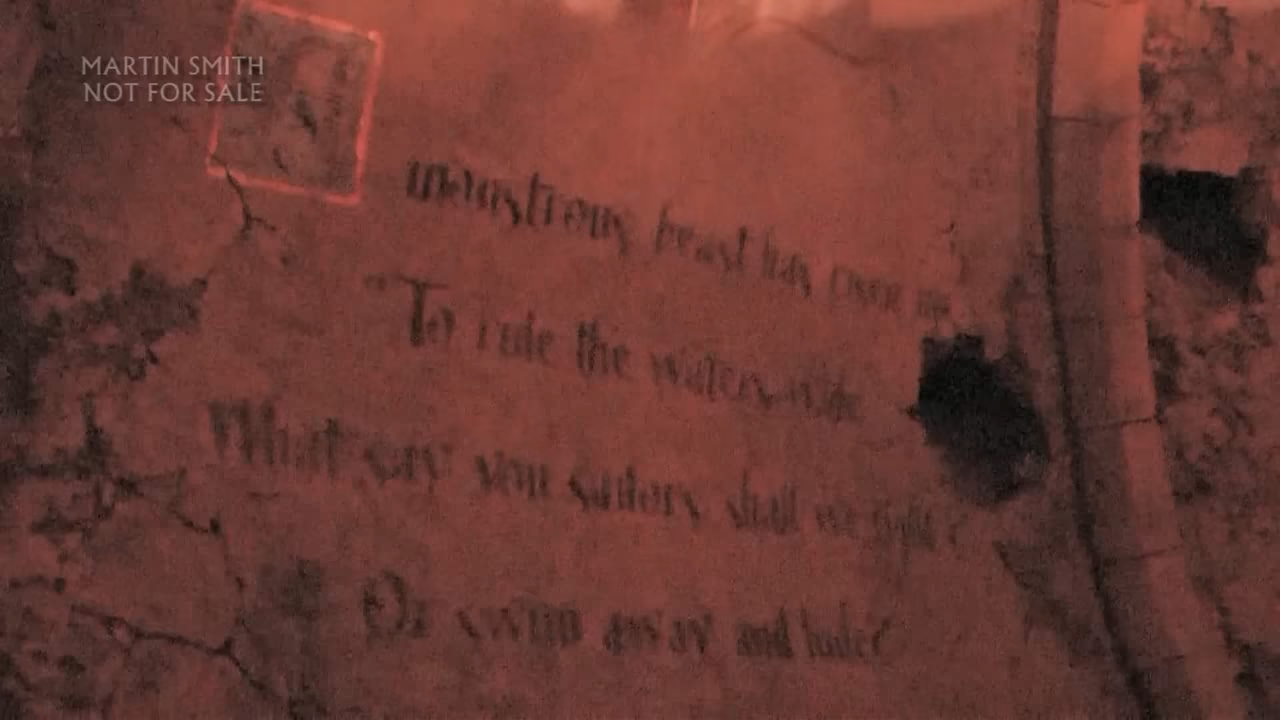 MARTIN SMITH
NOT FOR SALE
monstrous beast has risen up
"To rule the waters wide
What say you sailors, shall we fight?
Or swim away and hide?